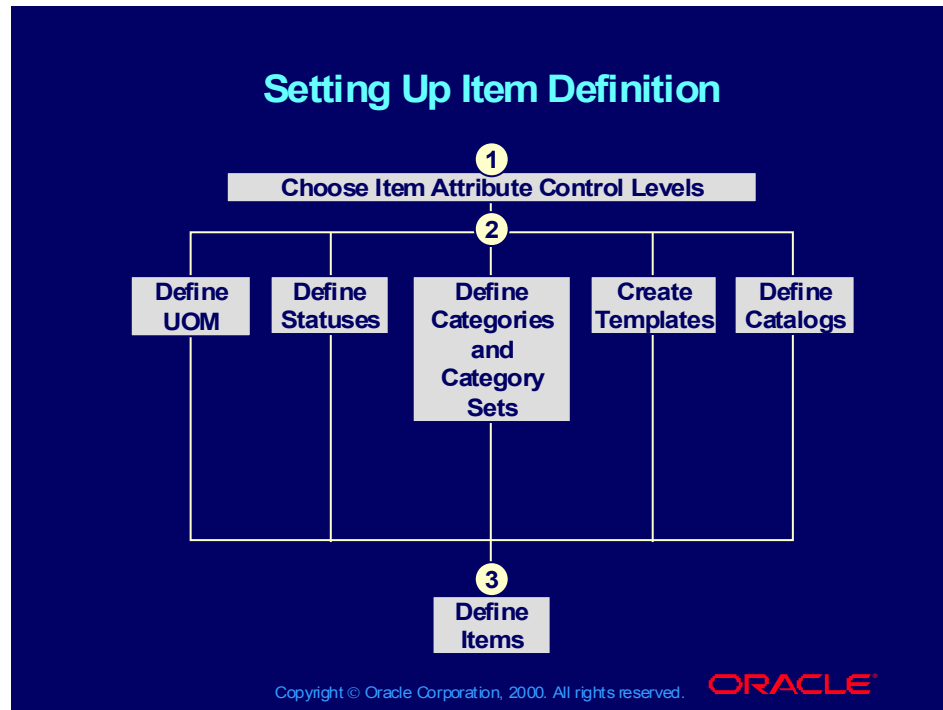 Setting Up Item Definition
1
Choose Item Attribute Control Levels
2
Define
UOM
Define
Statuses
Define
Categories
and
Category
Sets
Create
Templates
Define
Catalogs
3
Define
Items
Copyright © Oracle Corporation, 2000. All rights reserved.
ORACLE®